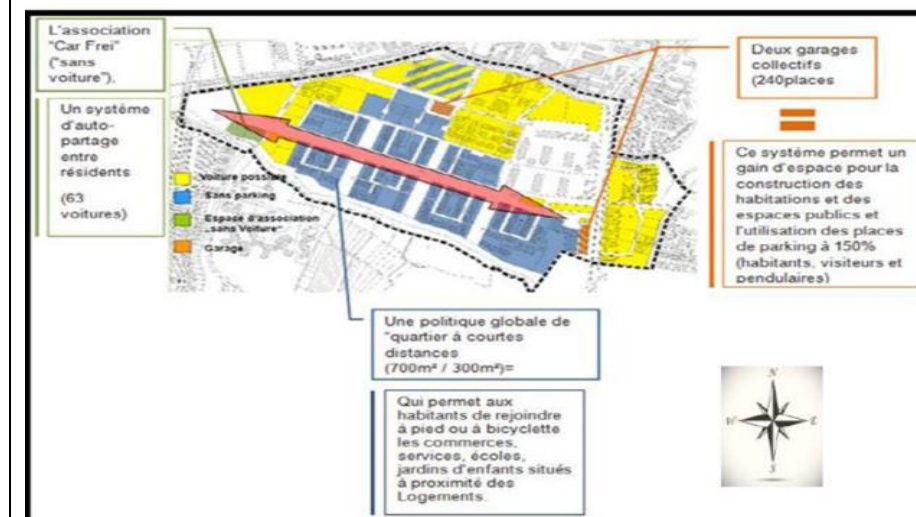 L'association
"Car Frei"
("sans
voiture").
Un système
d'auto-
partage
entre
résidents
(63
voitures)
Voiture possible
Sans parking
Espace d'association
„sans Voiture"
Garage
Deux garages
collectifs
(240places
Ce système permet un
gain d'espace pour la
construction des
habitations et des
espaces publics et
l'utilisation des places
de parking à 150%
(habitants, visiteurs et
pendulaires)
Une politique globale de
"quartier à courtes
distances
(700m² / 300m²)=
Qui permet aux
habitants de rejoindre
à pied ou à bicyclette
les commerces,
services, écoles,
jardins d'enfants situés
à proximité des
Logements.
N
W
E
S